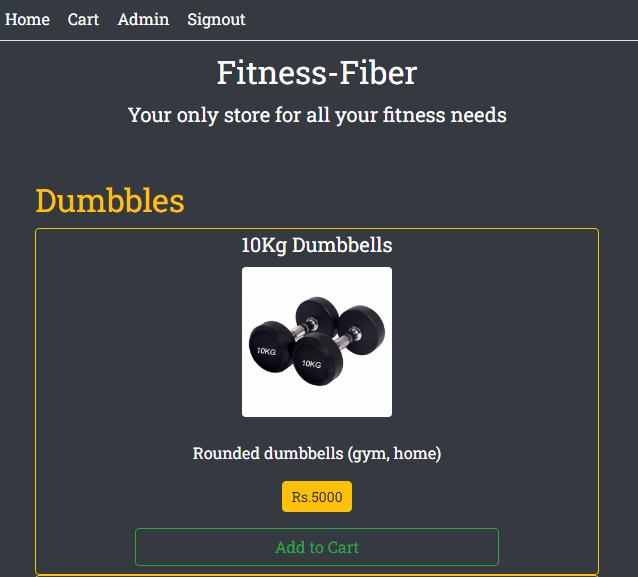 Home Cart Admin Signout
Fitness-Fiber
Your only store for all your fitness needs
Dumbbles
10Kg Dumbbells
10KG
10KG
Rounded dumbbells (gym, home)
Rs.5000
Add to Cart